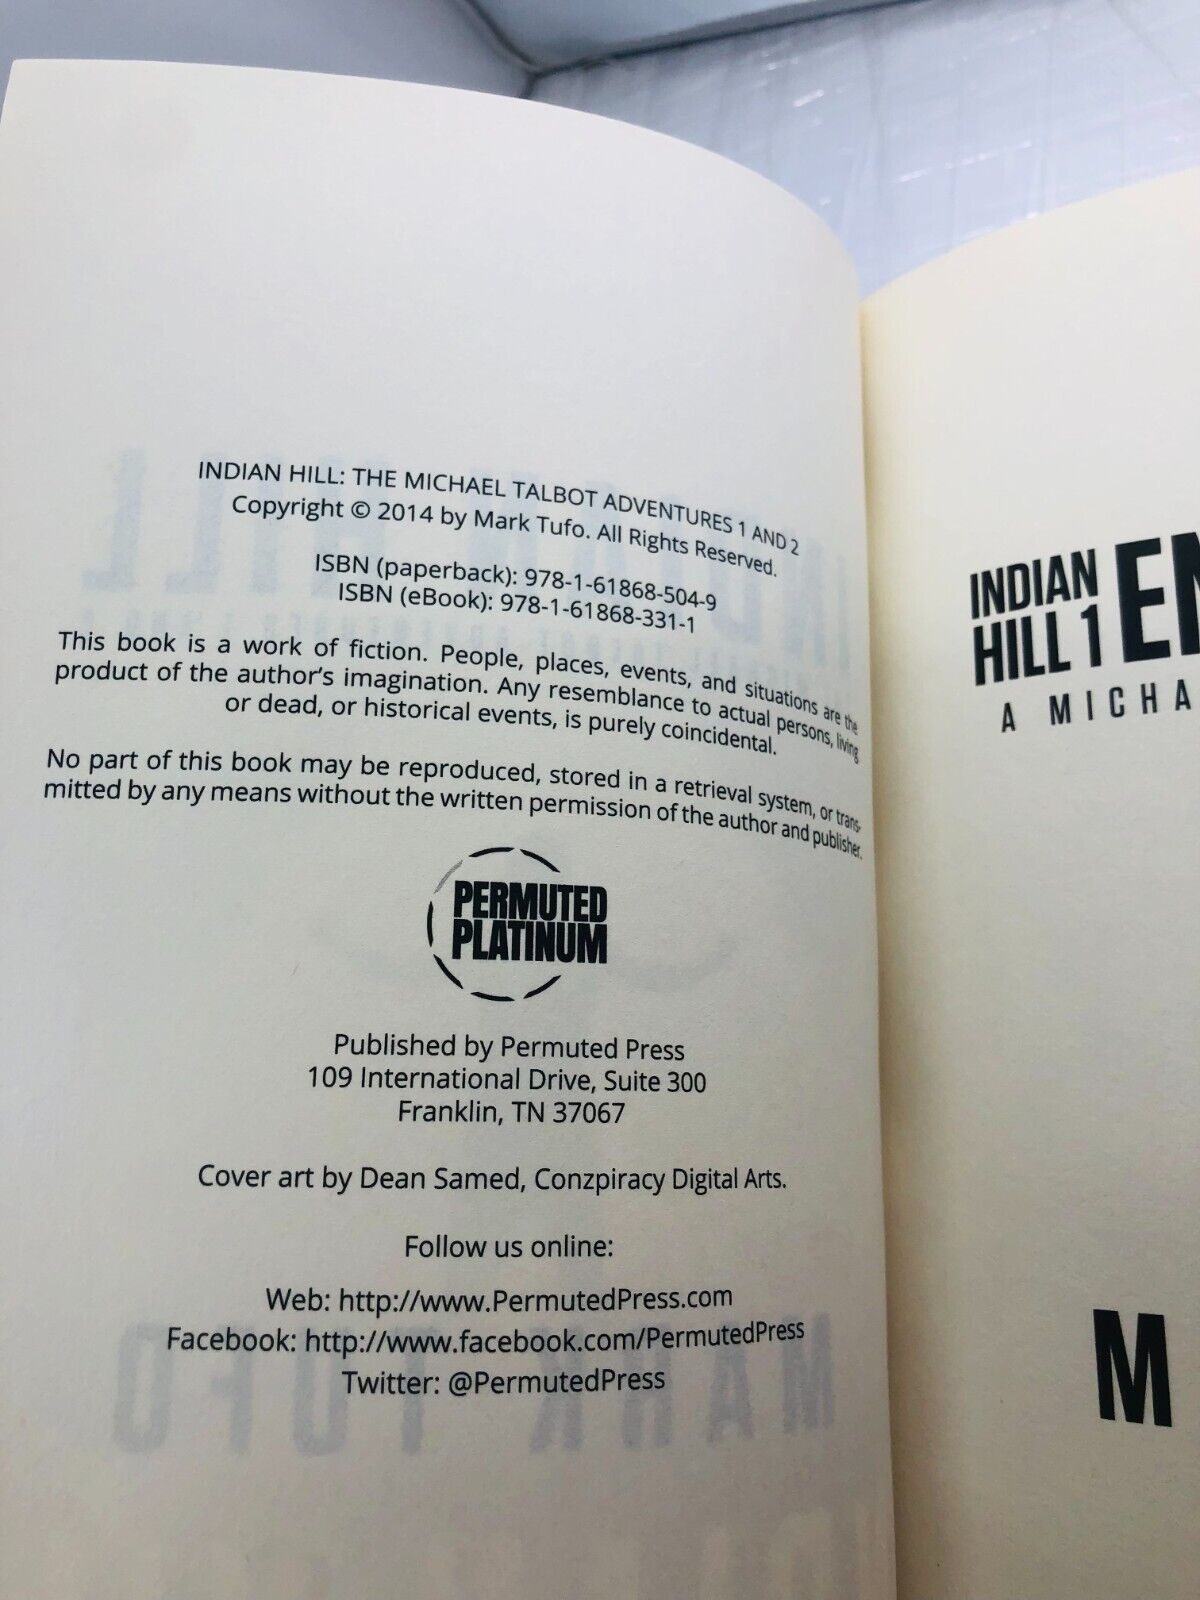 INDIAN HILL: THE MICHAEL TALBOT ADVENTURES 1 AND 2
Copyright © 2014 by Mark Tufo. All Rights Reserved.
ISBN (paperback): 978-1-61868-504-9
ISBN (eBook): 978-1-61868-331-1
This book is a work of fiction. People, places, events, and situations are the
product of the author's imagination. Any resemblance to actual persons, living
or dead, or historical events, is purely coincidental.
No part of this book may be reproduced, stored in a retrieval system, or trans-
mitted by any means without the written permission of the author and publisher.
PERMUTED
PLATINUM
Published by Permuted Press
109 International Drive, Suite 300
Franklin, TN 37067
Cover art by Dean Samed, Conzpiracy Digital Arts.
Follow us online:
Web: http://www.PermutedPress.com
Facebook: http://www.facebook.com/PermutedPress
Twitter: @PermutedPress
INDIAN
HILL 1
A MICHA
M